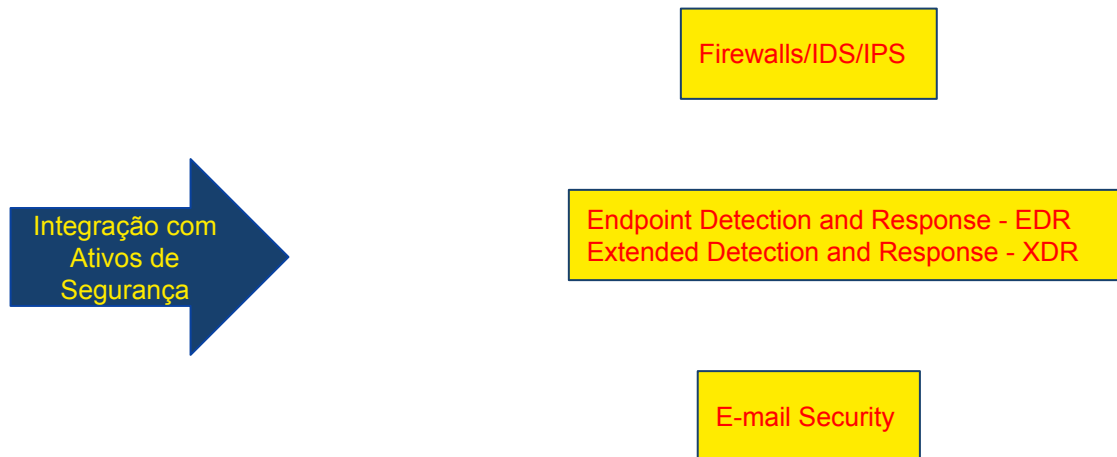 Firewalls/IDS/IPS
Integração com
Ativos de
Segurança
Endpoint Detection and Response - EDR
Extended Detection and Response - XDR
E-mail Security